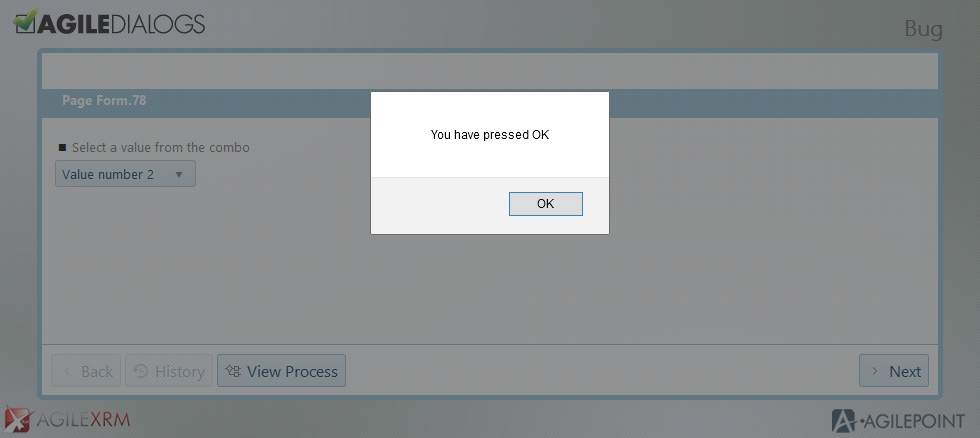 AGILEDIALOGS
Bug
Page Form.78
You have pressed OK
Select a value from the combo
Value number 2
OK
Back
History
View Process
Next
AGILEXRM
AGILEPOINT